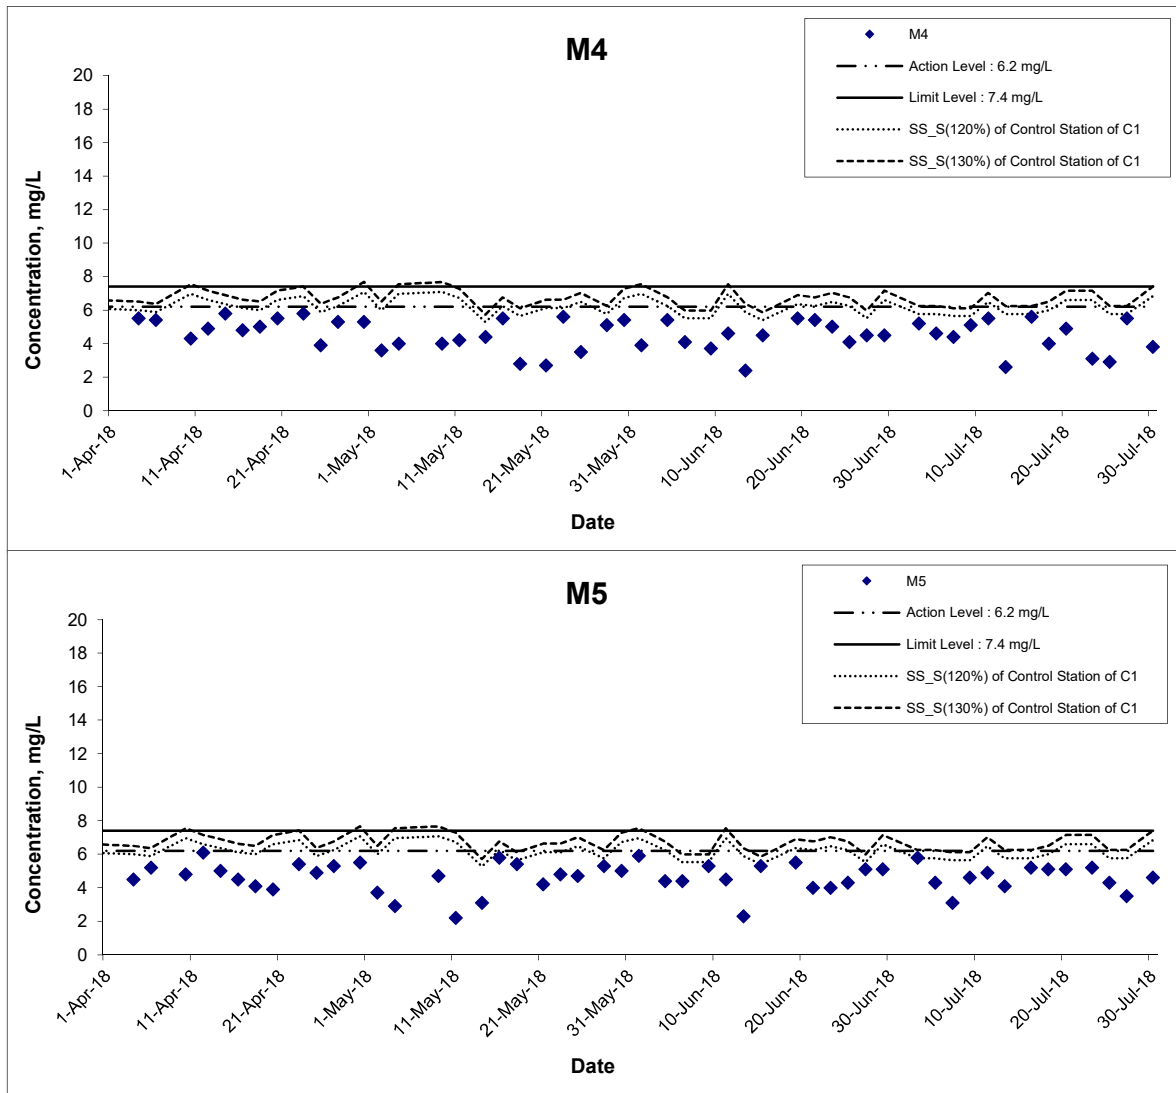 M4
M4
Action Level : 6.2 mg/L
Limit Level : 7.4 mg/L
SS_S(120%) of Control Station of C1
SS_S(130%) of Control Station of C1
Concentration, mg/L
20
18
16
14
12
10
8
6
4
2
0
1-Apr-18
11-Apr-18
21-Apr-18
1-May-18
11-May-18
21-May-18
31-May-18
10-Jun-18
20-Jun-18
30-Jun-18
10-Jul-18
20-Jul-18
30-Jul-18
Date
M5
M5
Action Level : 6.2 mg/L
Limit Level : 7.4 mg/L
SS_S(120%) of Control Station of C1
SS_S(130%) of Control Station of C1
Concentration, mg/L
20
18
16
14
12
10
8
6
4
2
0
1-Apr-18
11-Apr-18
21-Apr-18
1-May-18
11-May-18
21-May-18
31-May-18
10-Jun-18
20-Jun-18
30-Jun-18
10-Jul-18
20-Jul-18
30-Jul-18
Date